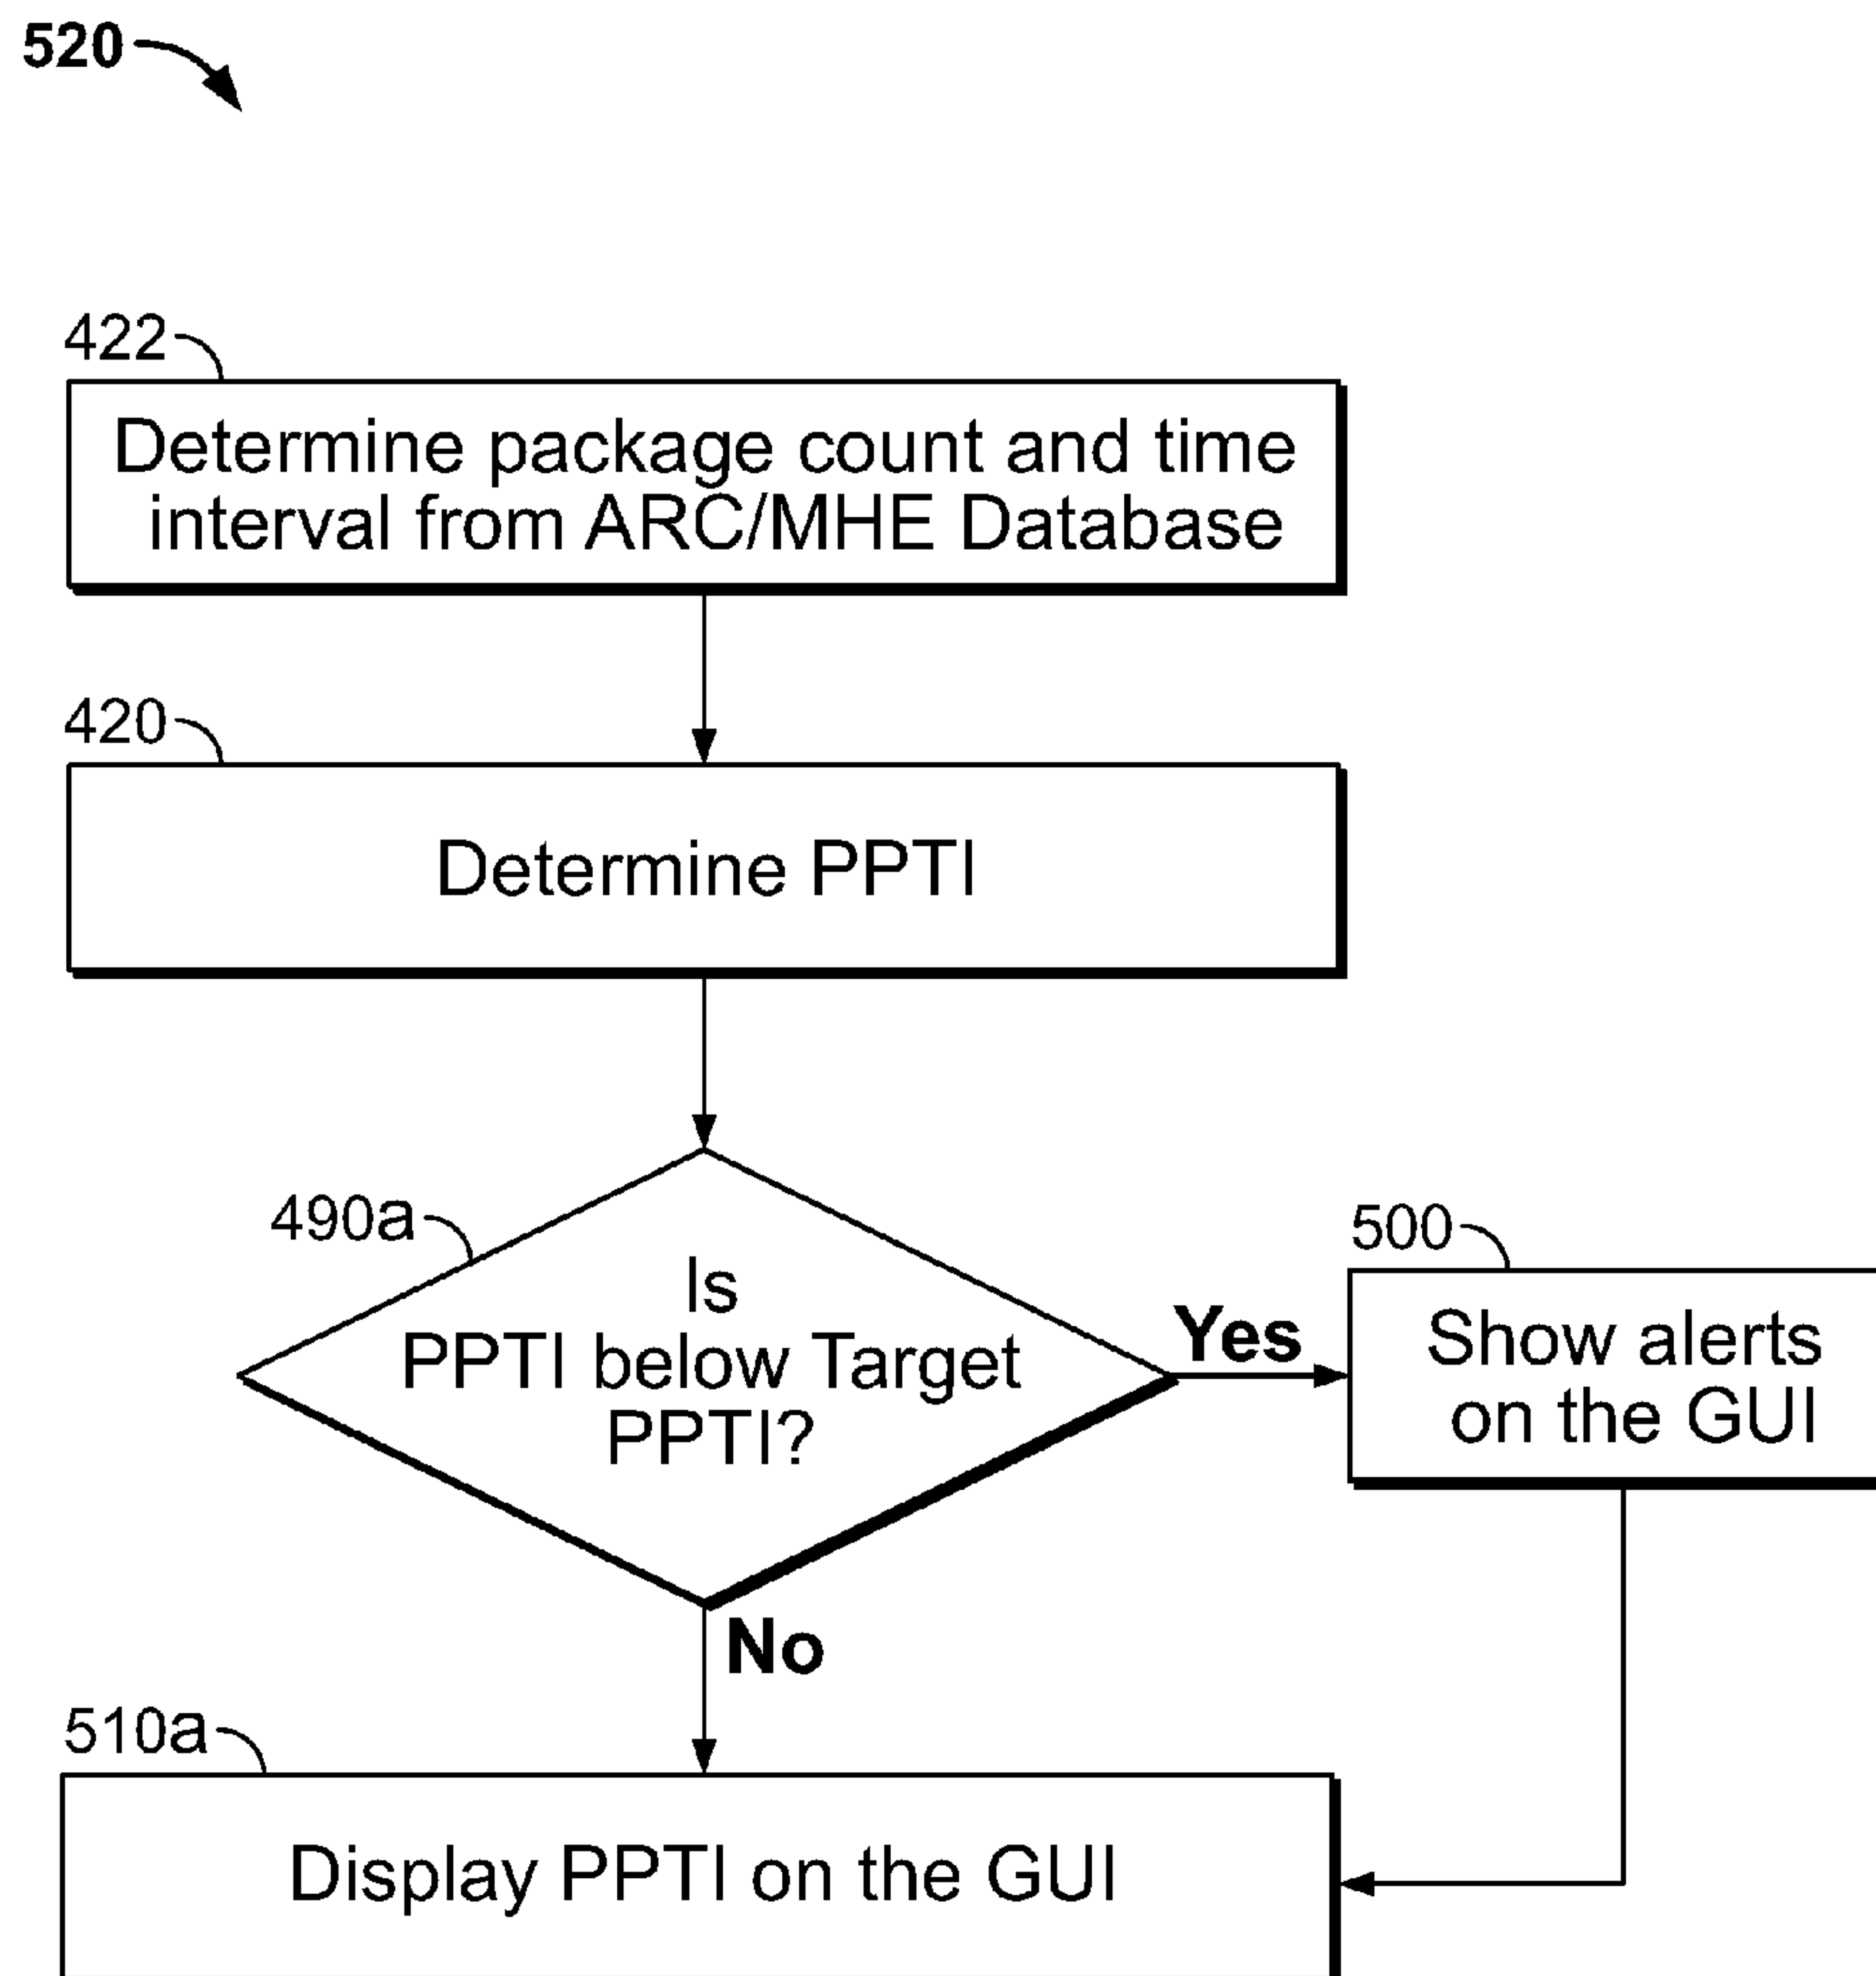 520
422
Determine package count and time
interval from ARC/MHE Database
420
Determine PPTI
490a
Is
PPTI below Target
PPTI?
Yes
500
Show alerts
on the GUI
No
510a
Display PPTI on the GUI